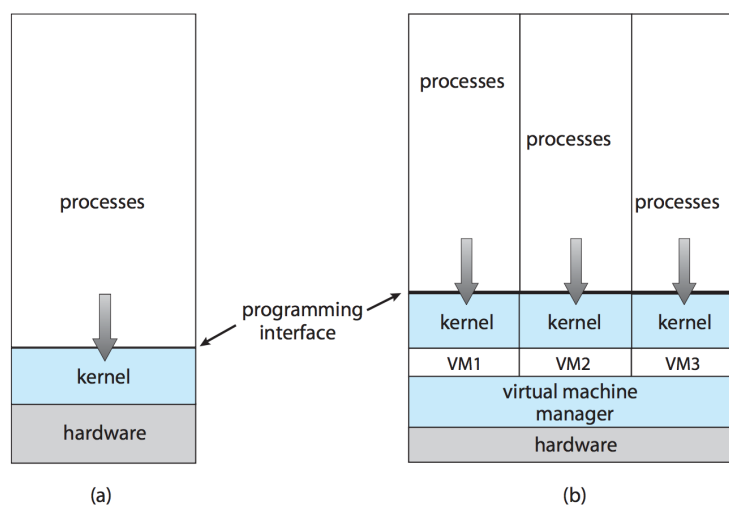 processes
programming
interface
kernel
hardware
(a)
processes
processes
processes
kernel
kernel
kernel
VM1
VM2
VM3
virtual machine
manager
hardware
(b)